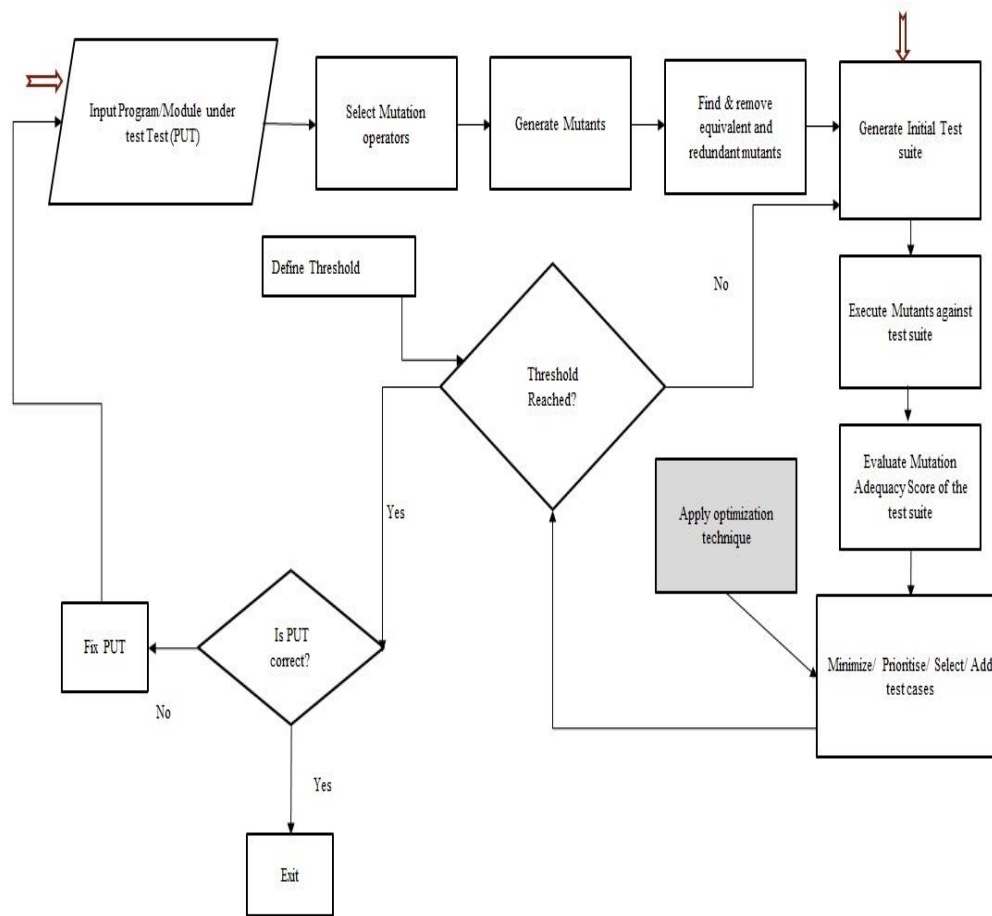 Input Program/Module under
test Test (PUT)
Select Mutation
operators
Generate Mutants
Find & remove
equivalent and
redundant mutants
Generate Initial Test
suite
Define Threshold
No
Execute Mutants against
test suite
Threshold
Reached?
Evaluate Mutation
Adequacy Score of the
test suite
Apply optimization
technique
Yes
Is PUT
correct?
Fix PUT
No
Minimize/ Prioritise/ Select/ Add
test cases
Yes
Exit